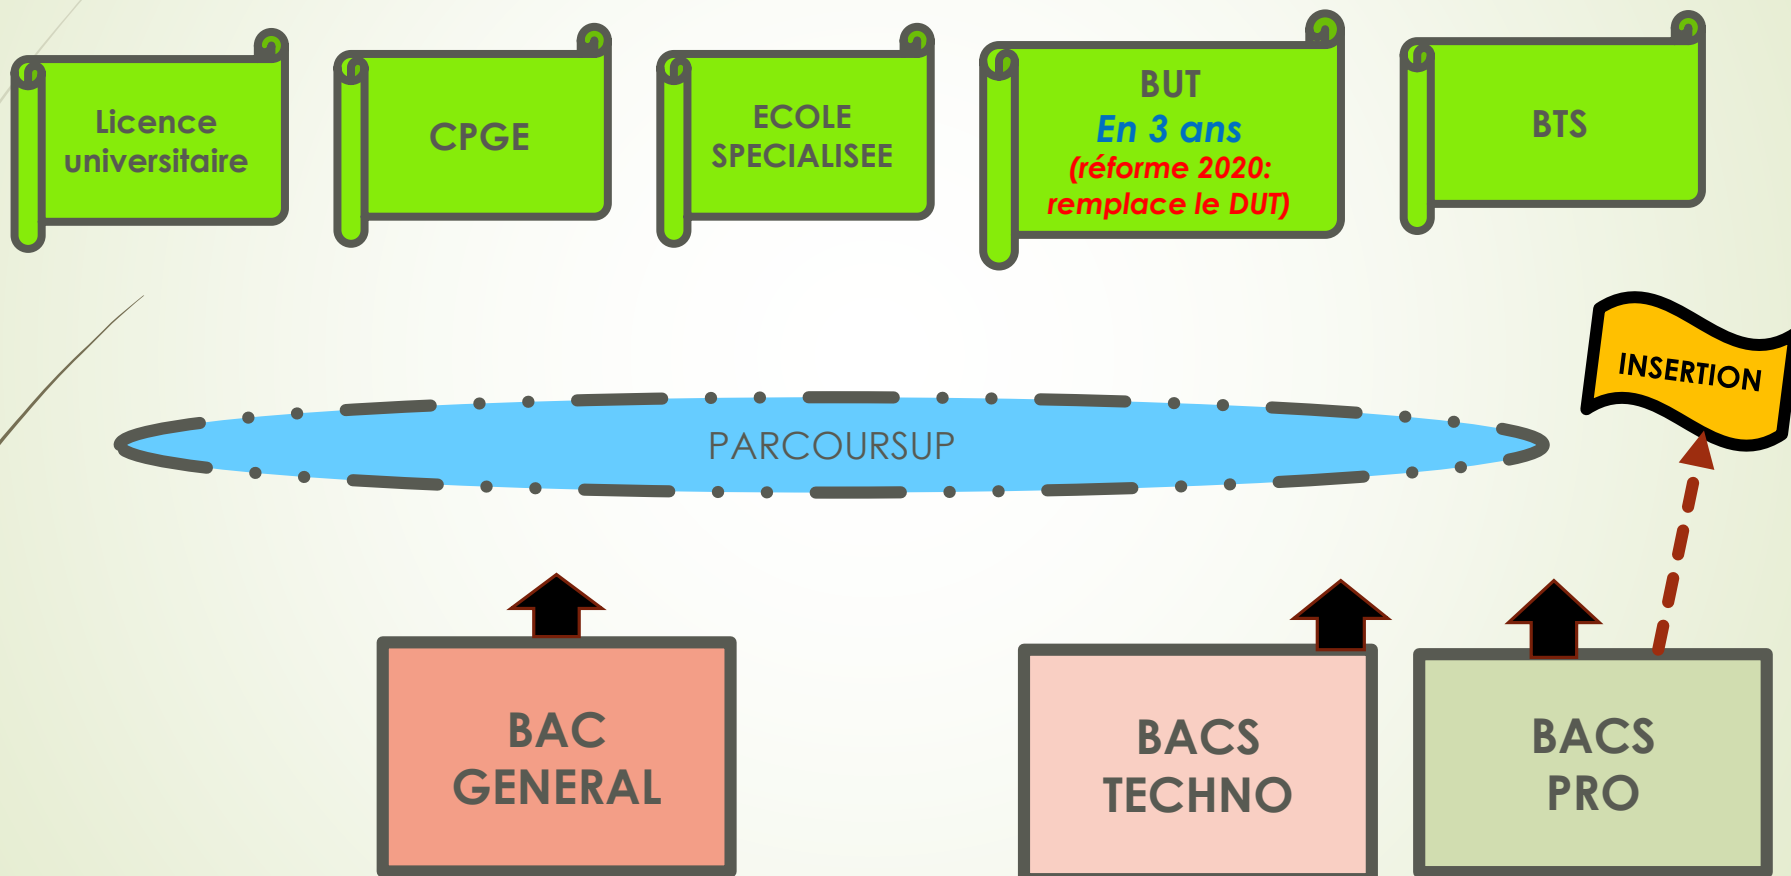 Licence
universitaire
CPGE
ECOLE
SPECIALISEE
BUT
En 3 ans
(réforme 2020:
remplace le DUT)
BTS
INSERTION
PARCOURSUP
BAC
GENERAL
BACS
TECHNO
BACS
PRO